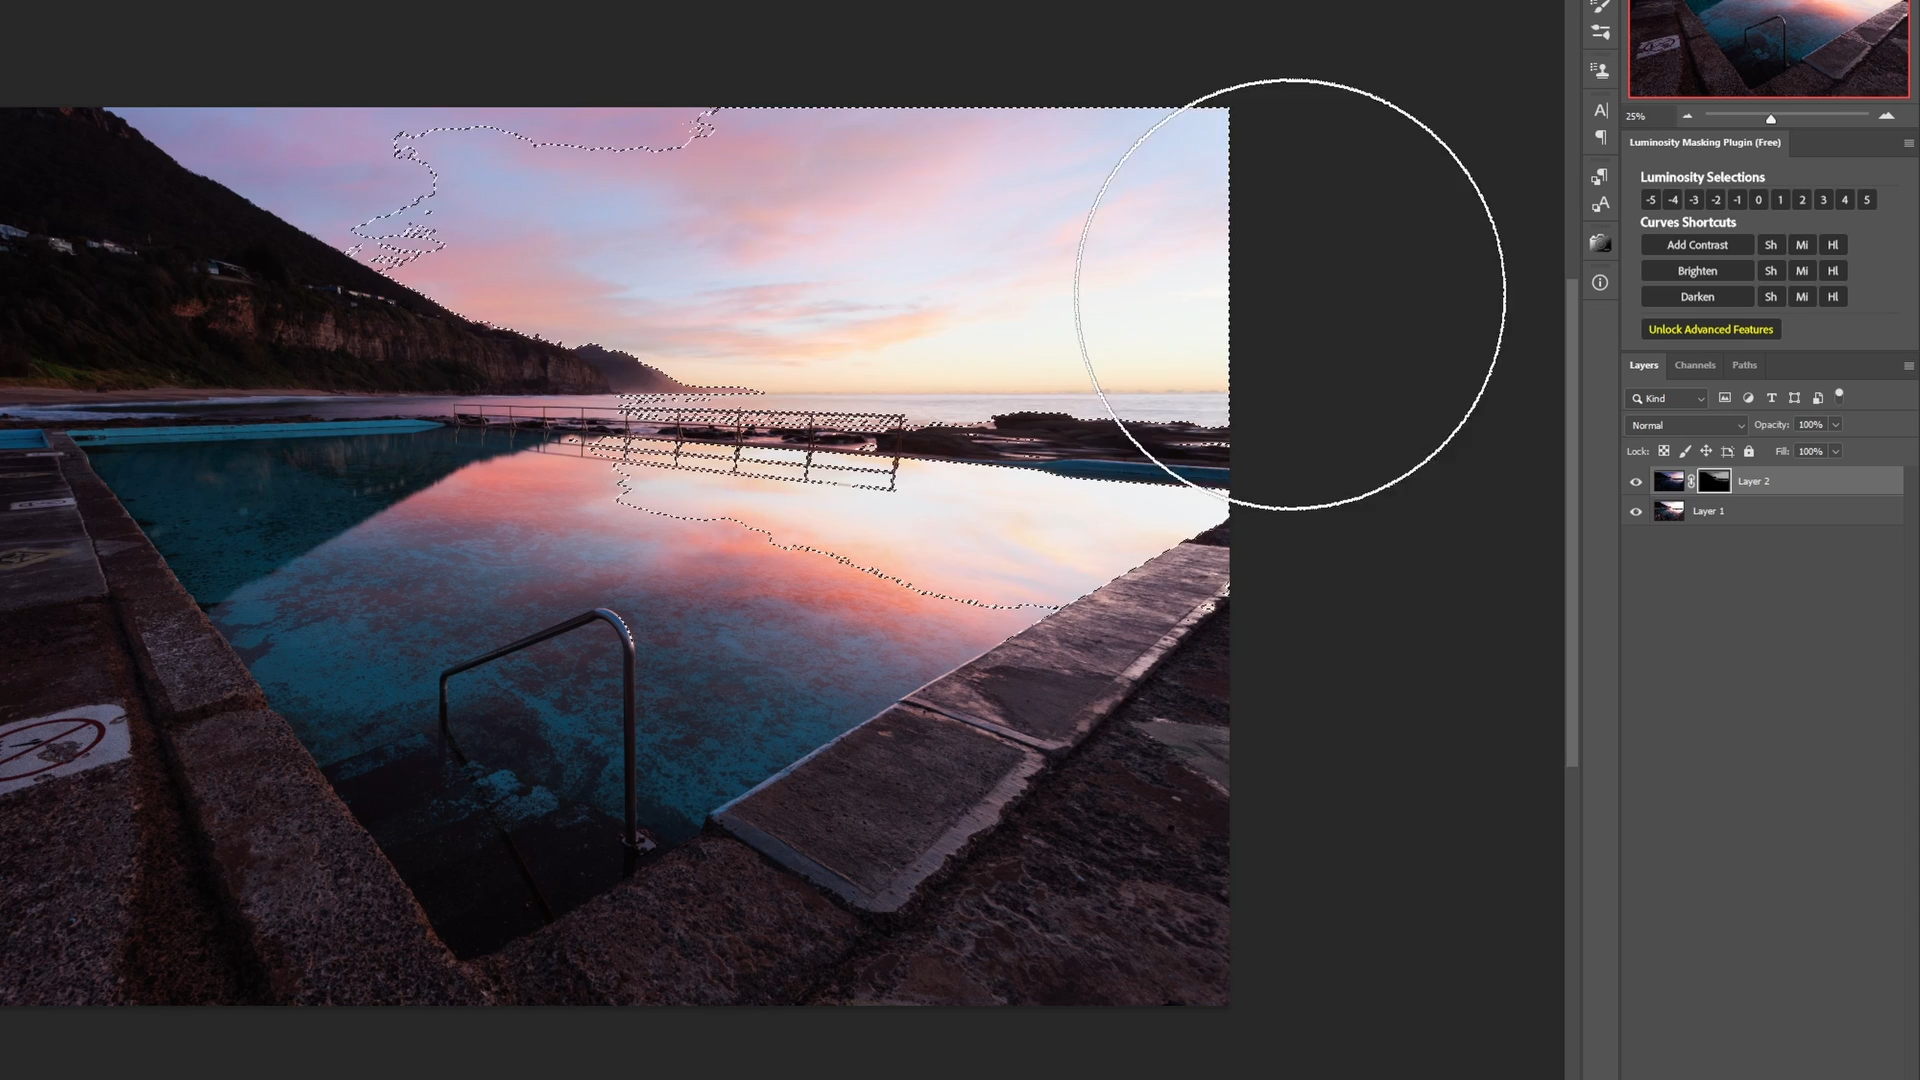 25%
Luminosity Masking Plugin (Free)
Luminosity Selections
-5 -4 -3 -2 -1 0 1 2 3 4 5
Curves Shortcuts
Add Contrast Sh Mi Hl
Brighten Sh Mi Hl
Darken Sh Mi Hl
Unlock Advanced Features
Layers Channels Paths
Kind
Normal Opacity: 100%
Lock: Fill: 100%
Layer 2
Layer 1